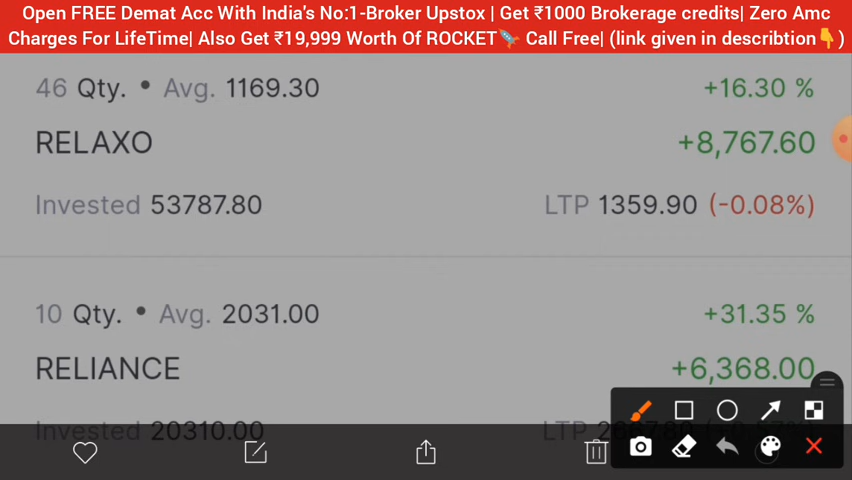 Open FREE Demat Acc With India's No:1-Broker Upstox | Get ₹1000 Brokerage credits| Zero Amc
Charges For LifeTime| Also Get ₹19,999 Worth Of ROCKET🚀 Call Free| (link given in describtion👇)
46 Qty. • Avg. 1169.30 +16.30 %
RELAXO +8,767.60
Invested 53787.80 LTP 1359.90 (-0.08%)
10 Qty. • Avg. 2031.00 +31.35 %
RELIANCE +6,368.00
Invested 20310.00 LTP 2667.80